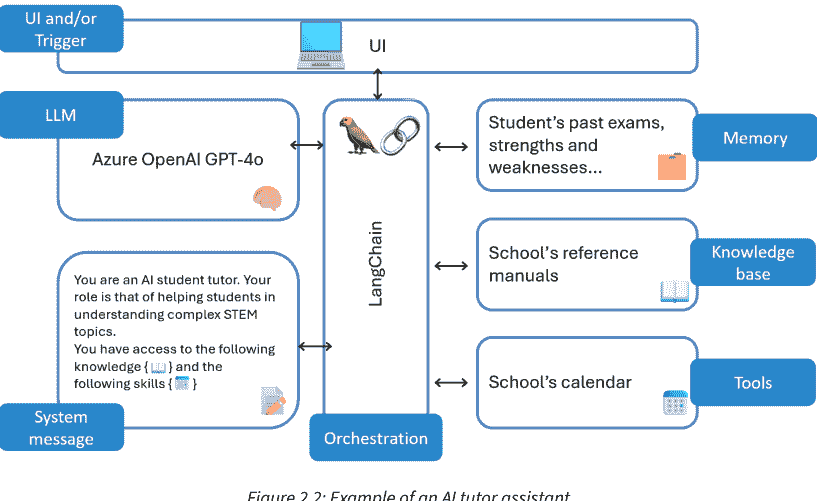 UI and/or
Trigger
UI
LLM
Azure OpenAI GPT-4o
Student's past exams,
strengths and
weaknesses...
Memory
LangChain
School's reference
manuals
Knowledge
base
You are an AI student tutor. Your
role is that of helping students in
understanding complex STEM
topics.
You have access to the following
knowledge { } and the
following skills { }
System
message
School's calendar
Tools
Orchestration
Figure 2.2: Example of an AI tutor assistant